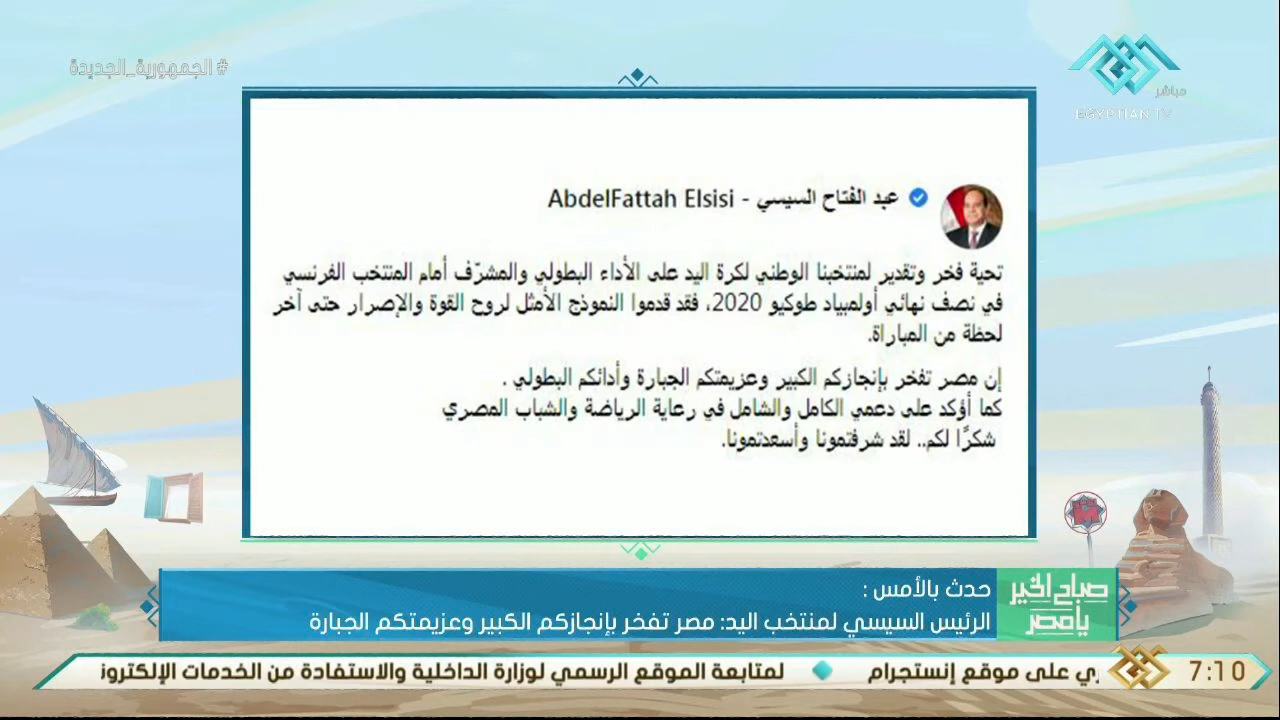 #الجمهورية_الجديدة
مباشر
EGYPTIAN TV
عبد الفتاح السيسي - AbdelFattah Elsisi
تحية فخر وتقدير لمنتخبنا الوطني لكرة اليد على الأداء البطولي والمشرّف أمام المنتخب الفرنسي
في نصف نهائي أولمبياد طوكيو 2020، فقد قدموا النموذج الأمثل لروح القوة والإصرار حتى آخر
لحظة من المباراة.
إن مصر تفخر بإنجازكم الكبير وعزيمتكم الجبارة وأدائكم البطولي .
كما أؤكد على دعمي الكامل والشامل في رعاية الرياضة والشباب المصري
شكرًا لكم.. لقد شرفتمونا وأسعدتمونا.
صباح الخير
يا مصر
حدث بالأمس :
الرئيس السيسي لمنتخب اليد: مصر تفخر بإنجازكم الكبير وعزيمتكم الجبارة
7:10
ري على موقع إنستجرام
لمتابعة الموقع الرسمي لوزارة الداخلية والاستفادة من الخدمات الإلكترون